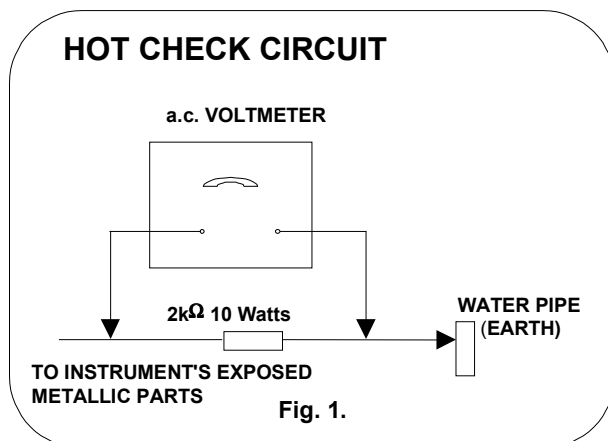 HOT CHECK CIRCUIT
a.c. VOLTMETER
2kΩ 10 Watts
WATER PIPE
(EARTH)
TO INSTRUMENT'S EXPOSED
METALLIC PARTS
Fig. 1.